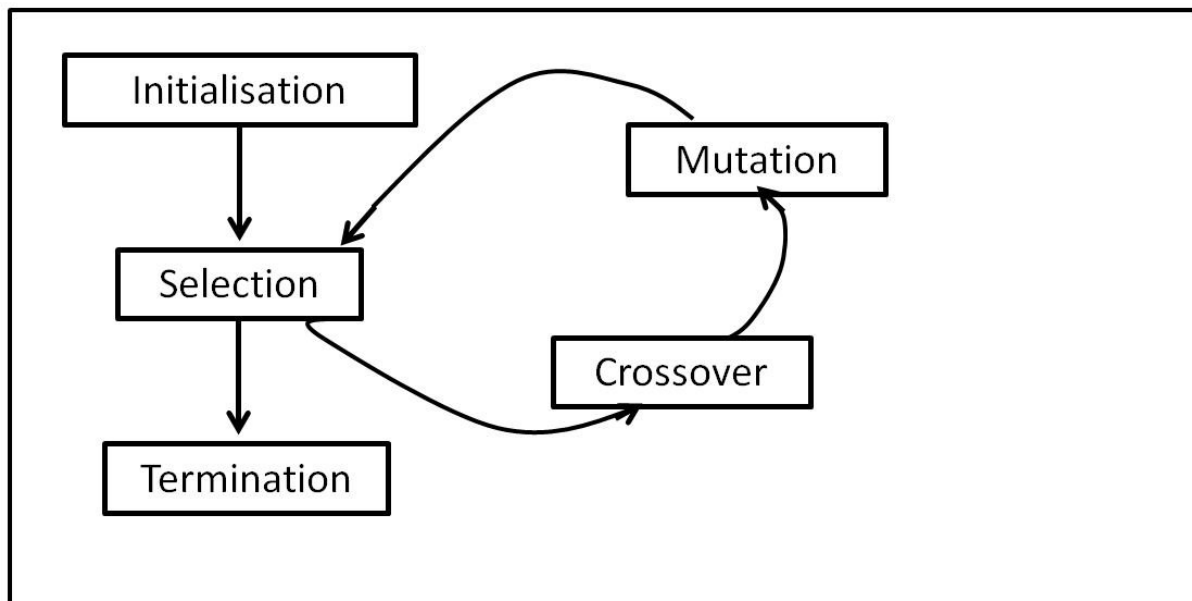 Initialisation
Mutation
Selection
Crossover
Termination